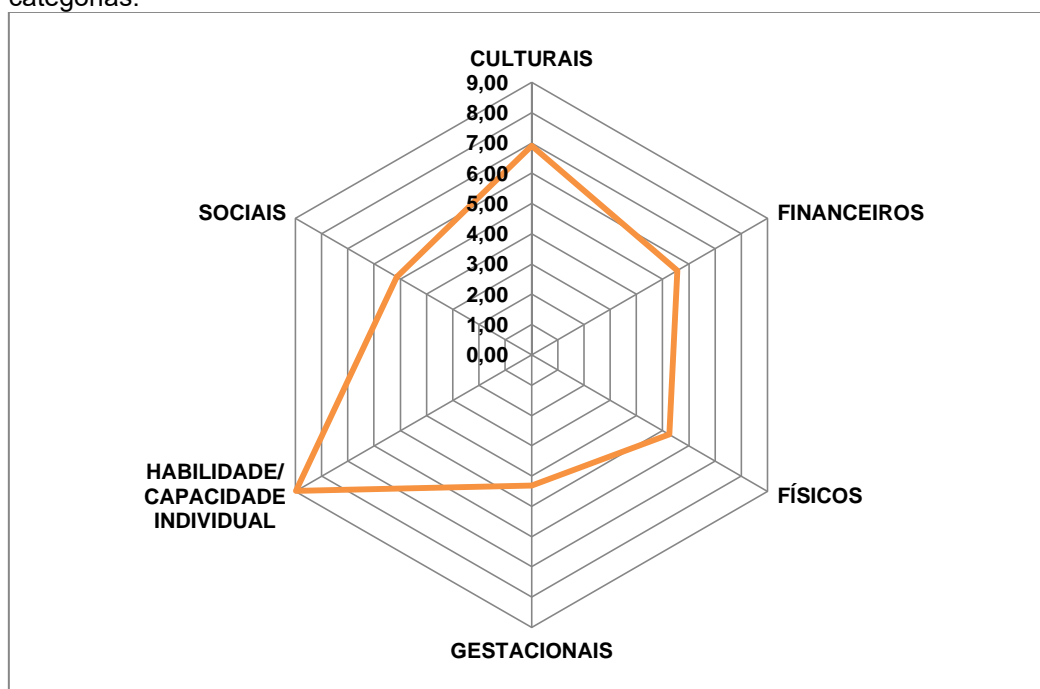 categorias:
CULTURAIS
9,00
8,00
7,00
6,00
5,00
4,00
3,00
2,00
1,00
0,00
SOCIAIS
FINANCEIROS
HABILIDADE/
CAPACIDADE
INDIVIDUAL
FÍSICOS
GESTACIONAIS